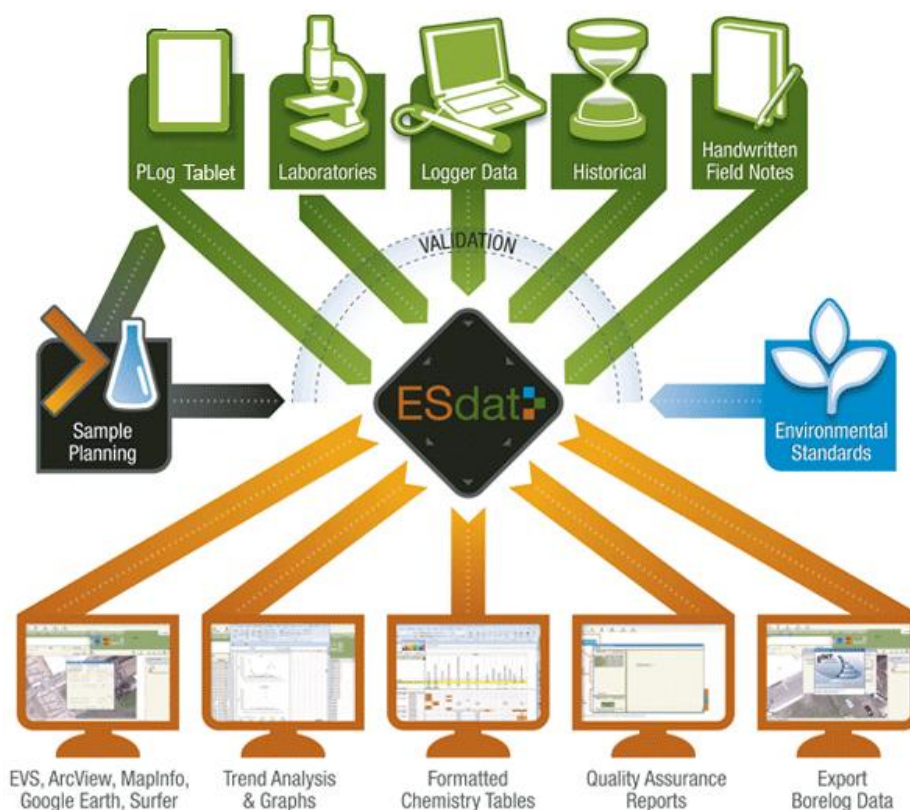 PLog Tablet
Laboratories
Logger Data
Historical
Handwritten
Field Notes
VALIDATION
ESdat
Sample
Planning
Environmental
Standards
EVS, ArcView, MapInfo,
Google Earth, Surfer
Trend Analysis
& Graphs
Formatted
Chemistry Tables
Quality Assurance
Reports
Export
Borelog Data